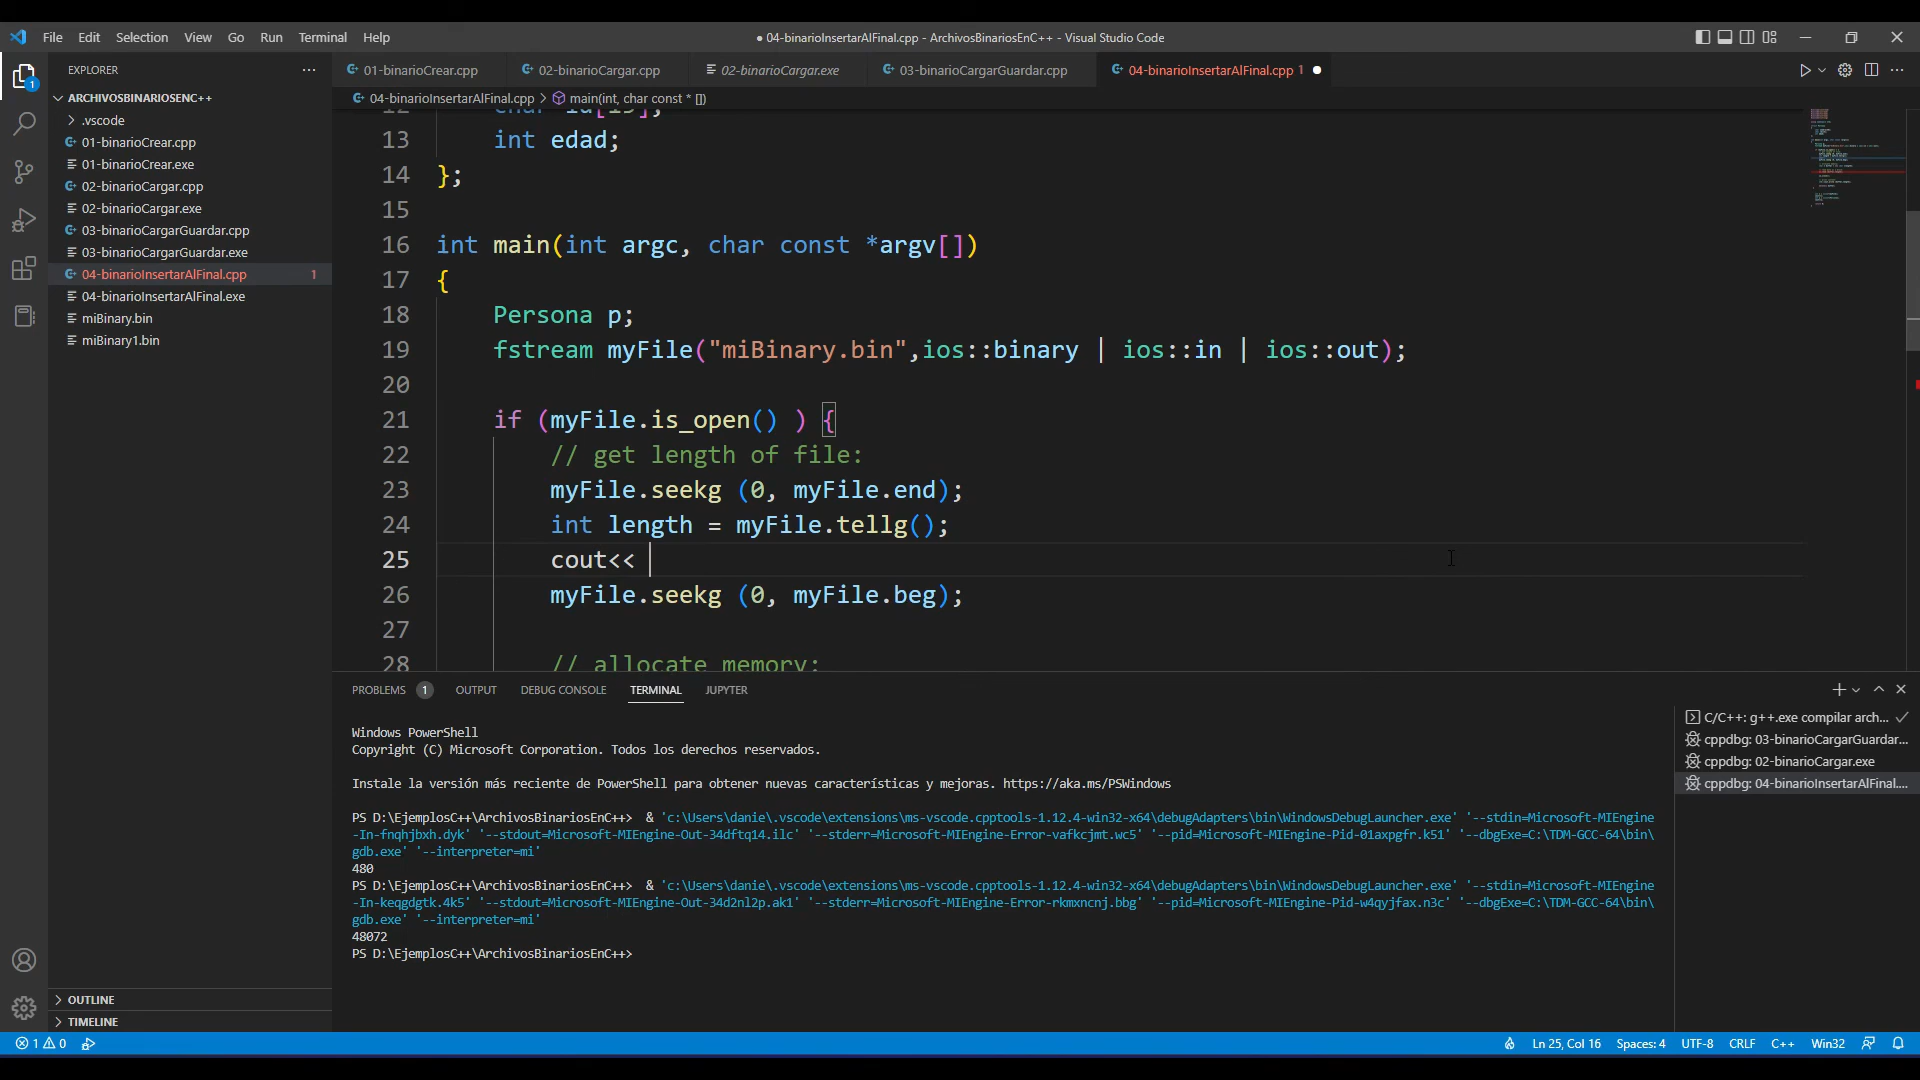 File Edit Selection View Go Run Terminal Help
● 04-binarioInsertarAlFinal.cpp - ArchivosBinariosEnC++ - Visual Studio Code
EXPLORER
01-binarioCrear.cpp
02-binarioCargar.cpp
02-binarioCargar.exe
03-binarioCargarGuardar.cpp
04-binarioInsertarAlFinal.cpp 1
04-binarioInsertarAlFinal.cpp > main(int, char const * [])
1
ARCHIVOSBINARIOSENC++
.vscode
01-binarioCrear.cpp
01-binarioCrear.exe
02-binarioCargar.cpp
02-binarioCargar.exe
03-binarioCargarGuardar.cpp
03-binarioCargarGuardar.exe
04-binarioInsertarAlFinal.cpp 1
04-binarioInsertarAlFinal.exe
miBinary.bin
miBinary1.bin
OUTLINE
TIMELINE
12 char id[15];
13 int edad;
14 };
15
16 int main(int argc, char const *argv[])
17 {
18 Persona p;
19 fstream myFile("miBinary.bin",ios::binary | ios::in | ios::out);
20
21 if (myFile.is_open() ) {
22 // get length of file:
23 myFile.seekg (0, myFile.end);
24 int length = myFile.tellg();
25 cout<<
26 myFile.seekg (0, myFile.beg);
27
28 // allocate memory:
PROBLEMS 1 OUTPUT DEBUG CONSOLE TERMINAL JUPYTER
Windows PowerShell
Copyright (C) Microsoft Corporation. Todos los derechos reservados.
Instale la versión más reciente de PowerShell para obtener nuevas características y mejoras. https://aka.ms/PSWindows
PS D:\EjemplosC++\ArchivosBinariosEnC++> & 'c:\Users\danie\.vscode\extensions\ms-vscode.cpptools-1.12.4-win32-x64\debugAdapters\bin\WindowsDebugLauncher.exe' '--stdin=Microsoft-MIEngine
-In-fnqhjbxh.dyk' '--stdout=Microsoft-MIEngine-Out-34dftq14.ilc' '--stderr=Microsoft-MIEngine-Error-vafkcjmt.wc5' '--pid=Microsoft-MIEngine-Pid-01axpgfr.k51' '--dbgExe=C:\TDM-GCC-64\bin\
gdb.exe' '--interpreter=mi'
480
PS D:\EjemplosC++\ArchivosBinariosEnC++> & 'c:\Users\danie\.vscode\extensions\ms-vscode.cpptools-1.12.4-win32-x64\debugAdapters\bin\WindowsDebugLauncher.exe' '--stdin=Microsoft-MIEngine
-In-keqgdgtk.4k5' '--stdout=Microsoft-MIEngine-Out-34d2nl2p.ak1' '--stderr=Microsoft-MIEngine-Error-rkmxncnj.bbg' '--pid=Microsoft-MIEngine-Pid-w4qyjfax.n3c' '--dbgExe=C:\TDM-GCC-64\bin\
gdb.exe' '--interpreter=mi'
48072
PS D:\EjemplosC++\ArchivosBinariosEnC++>
C/C++: g++.exe compilar arch...
cppdbg: 03-binarioCargarGuardar...
cppdbg: 02-binarioCargar.exe
cppdbg: 04-binarioInsertarAlFinal....
1 0
Ln 25, Col 16 Spaces: 4 UTF-8 CRLF C++ Win32